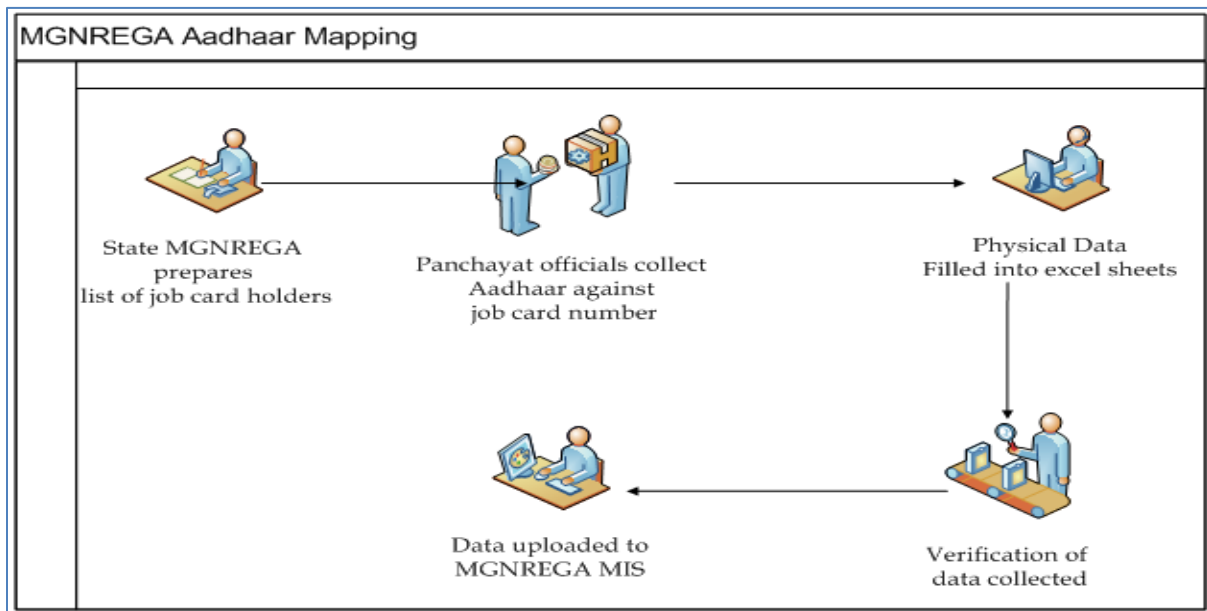 MGNREGA Aadhaar Mapping
State MGNREGA
prepares
list of job card holders
Panchayat officials collect
Aadhaar against
job card number
Physical Data
Filled into excel sheets
Verification of
data collected
Data uploaded to
MGNREGA MIS